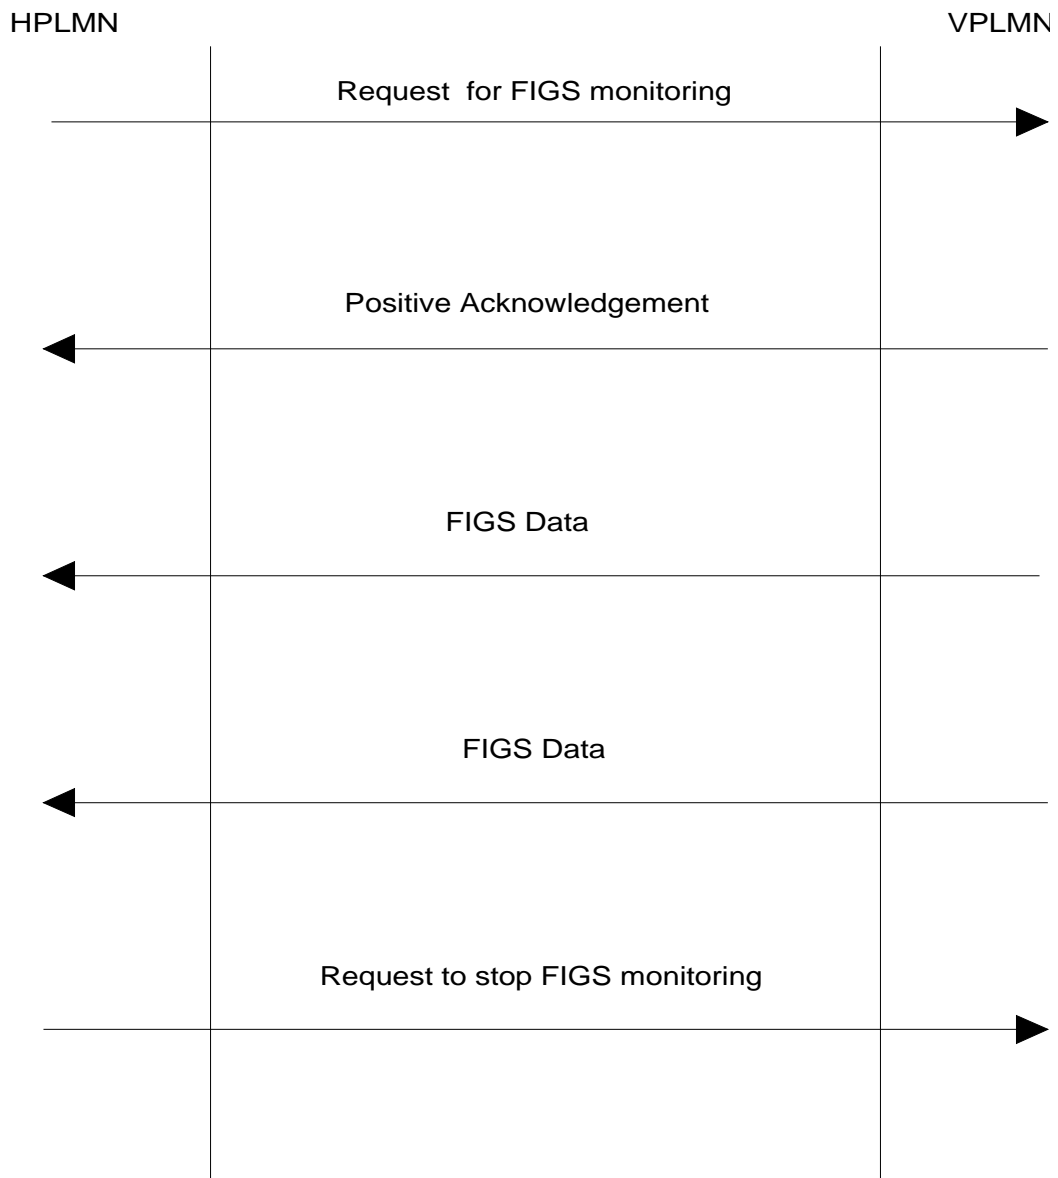 HPLMN
VPLMN
Request for FIGS monitoring
Positive Acknowledgement
FIGS Data
FIGS Data
Request to stop FIGS monitoring